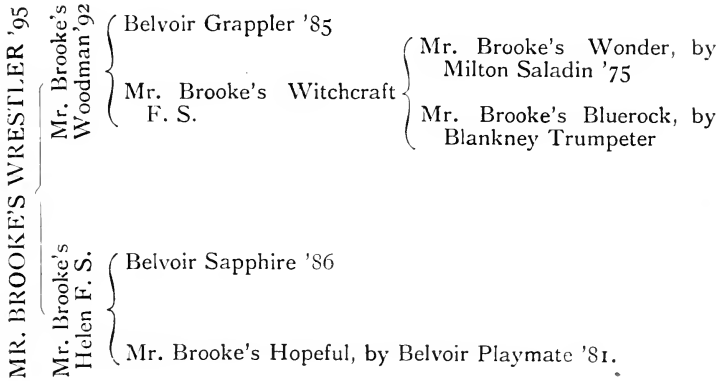 MR. BROOKE'S WRESTLER '95
Mr. Brooke's
Woodman '92
Belvoir Grappler '85
Mr. Brooke's Witchcraft
F. S.
Mr. Brooke's Wonder, by
Milton Saladin '75
Mr. Brooke's Bluerock, by
Blankney Trumpeter
Mr. Brooke's
Helen F. S.
Belvoir Sapphire '86
Mr. Brooke's Hopeful, by Belvoir Playmate '81.